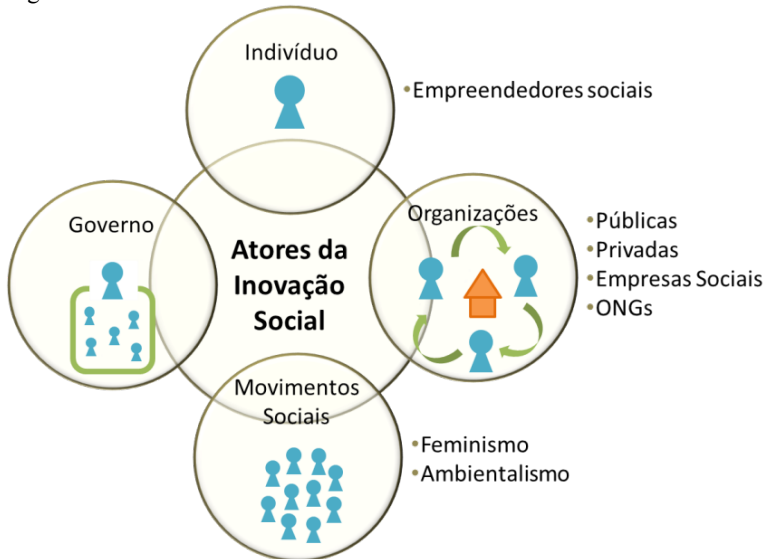 Indivíduo
•Empreendedores sociais
Governo
Atores da
Inovação
Social
Organizações
•Públicas
•Privadas
•Empresas Sociais
•ONGs
Movimentos
Sociais
•Feminismo
•Ambientalismo